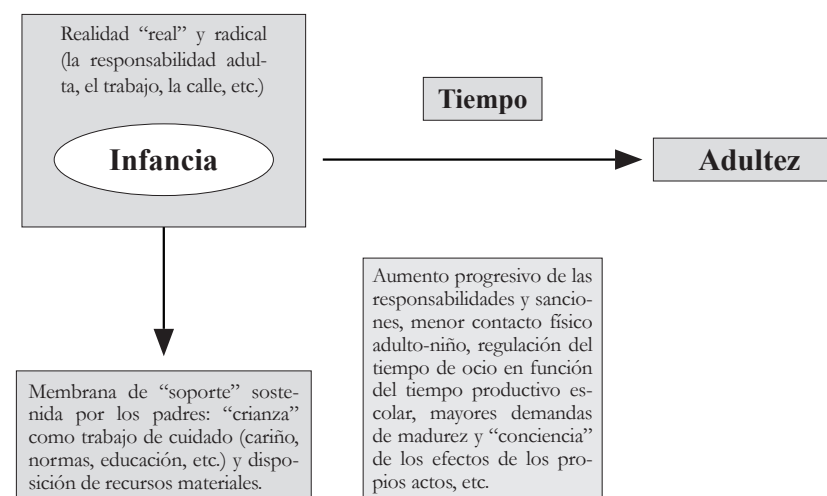 Realidad “real” y radical
(la responsabilidad adul-
ta, el trabajo, la calle, etc.)
Infancia
Tiempo
Adultez
Membrana de “soporte” soste-
nida por los padres: “crianza”
como trabajo de cuidado (cariño,
normas, educación, etc.) y dispo-
sición de recursos materiales.
Aumento progresivo de las
responsabilidades y sancio-
nes, menor contacto físico
adulto-niño, regulación del
tiempo de ocio en función
del tiempo productivo es-
colar, mayores demandas
de madurez y “conciencia”
de los efectos de los pro-
pios actos, etc.